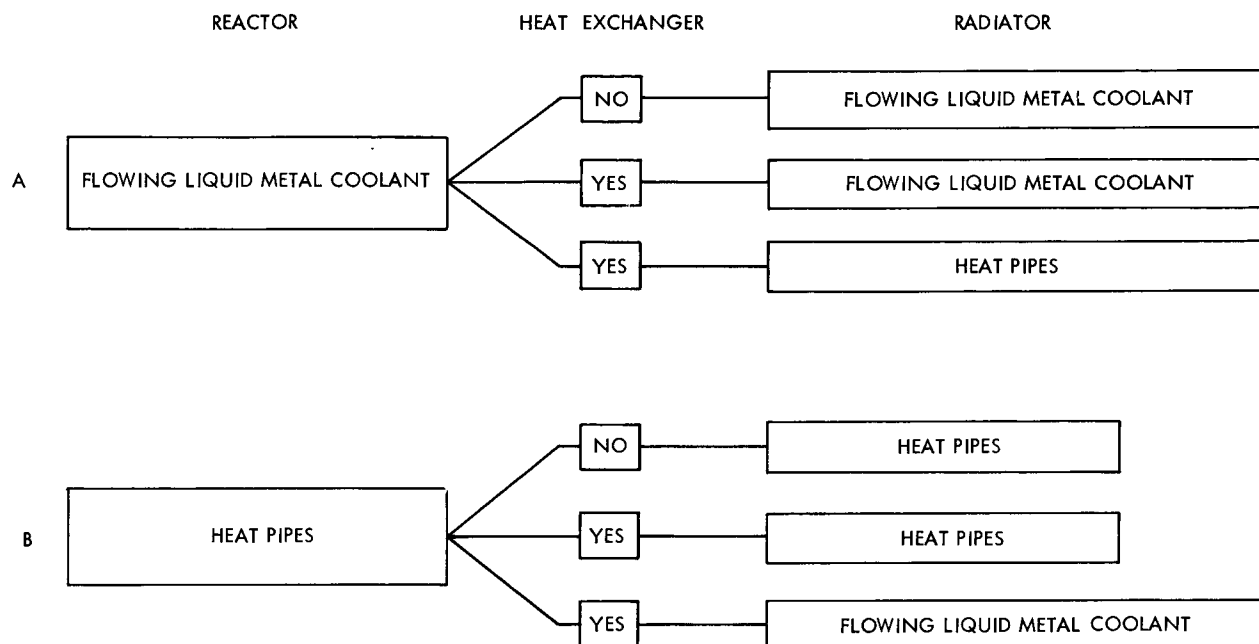 REACTOR HEAT EXCHANGER RADIATOR
NO FLOWING LIQUID METAL COOLANT
A FLOWING LIQUID METAL COOLANT YES FLOWING LIQUID METAL COOLANT
YES HEAT PIPES
NO HEAT PIPES
B HEAT PIPES YES HEAT PIPES
YES FLOWING LIQUID METAL COOLANT